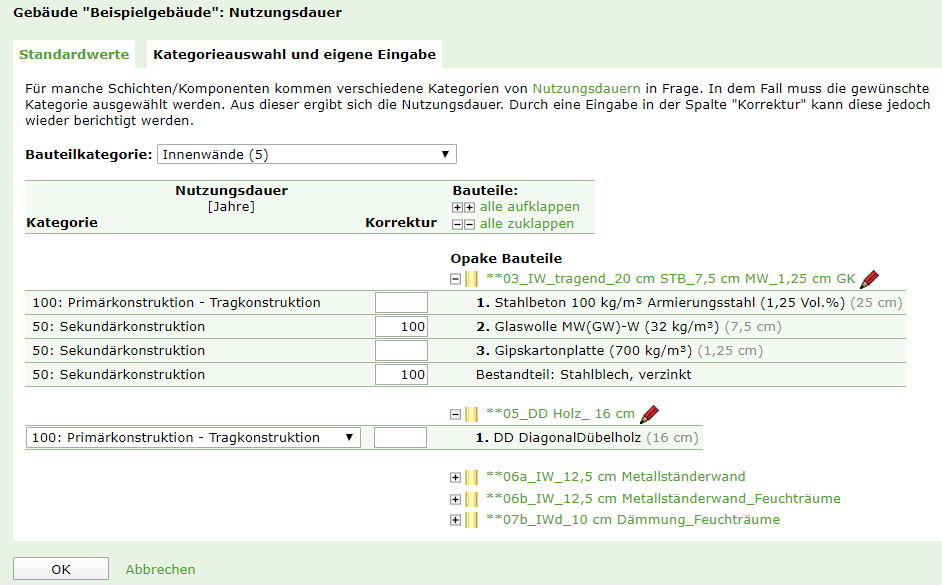 Gebäude "Beispielgebäude": Nutzungsdauer
Standardwerte Kategorieauswahl und eigene Eingabe
Für manche Schichten/Komponenten kommen verschiedene Kategorien von Nutzungsdauern in Frage. In dem Fall muss die gewünschte
Kategorie ausgewählt werden. Aus dieser ergibt sich die Nutzungsdauer. Durch eine Eingabe in der Spalte "Korrektur" kann diese jedoch
wieder berichtigt werden.
Bauteilkategorie: Innenwände (5)
Nutzungsdauer Bauteile:
[Jahre] alle aufklappen
Kategorie Korrektur alle zuklappen
Opake Bauteile
**03_IW_tragend_20 cm STB_7,5 cm MW_1,25 cm GK
100: Primärkonstruktion - Tragkonstruktion 1. Stahlbeton 100 kg/m³ Armierungsstahl (1,25 Vol.%) (25 cm)
50: Sekundärkonstruktion 100 2. Glaswolle MW(GW)-W (32 kg/m³) (7,5 cm)
50: Sekundärkonstruktion 3. Gipskartonplatte (700 kg/m³) (1,25 cm)
50: Sekundärkonstruktion 100 Bestandteil: Stahlblech, verzinkt
**05_DD Holz_ 16 cm
100: Primärkonstruktion - Tragkonstruktion 1. DD DiagonalDübelholz (16 cm)
**06a_IW_12,5 cm Metallständerwand
**06b_IW_12,5 cm Metallständerwand_Feuchträume
**07b_IWd_10 cm Dämmung_Feuchträume
OK Abbrechen